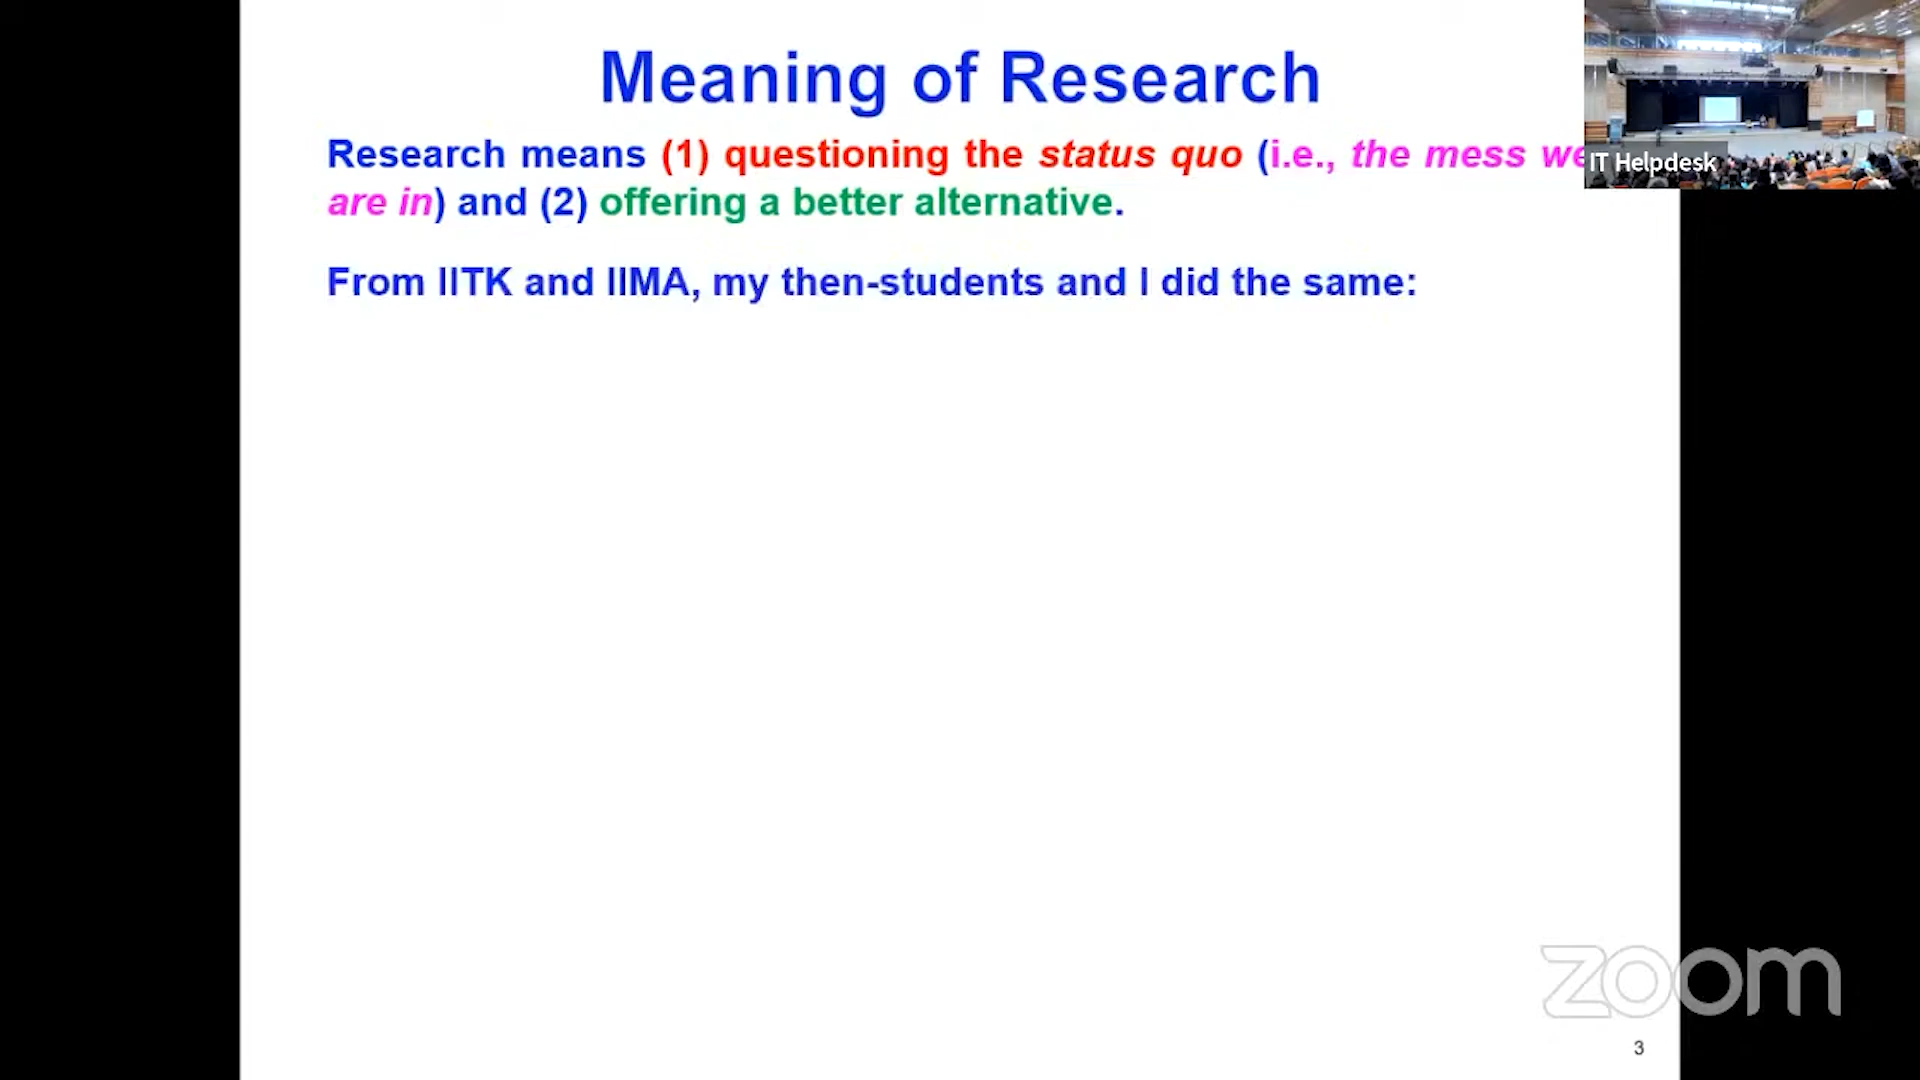 Meaning of Research
Research means (1) questioning the status quo (i.e., the mess we
are in) and (2) offering a better alternative.
From IITK and IIMA, my then-students and I did the same:
IT Helpdesk
zoom
3